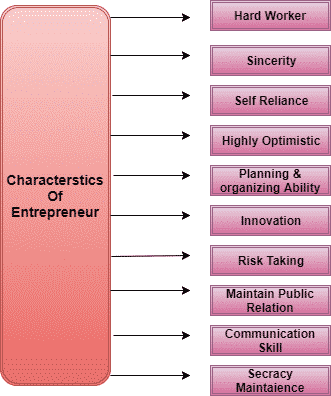 Characterstics
Of
Entrepreneur
Hard Worker
Sincerity
Self Reliance
Highly Optimistic
Planning &
organizing Ability
Innovation
Risk Taking
Maintain Public
Relation
Communication
Skill
Secracy
Maintaience